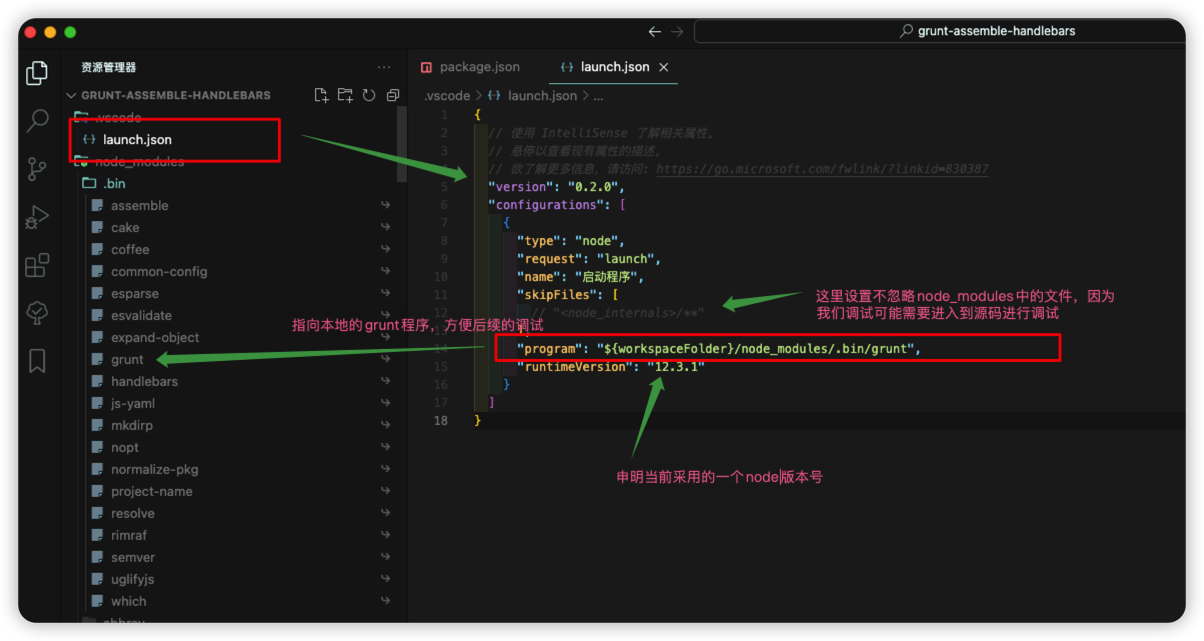 grunt-assemble-handlebars
资源管理器
GRUNT-ASSEMBLE-HANDLEBARS
.vscode
launch.json
node_modules
.bin
assemble
cake
coffee
common-config
esparse
esvalidate
expand-object
grunt
handlebars
js-yaml
mkdirp
nopt
normalize-pkg
project-name
resolve
rimraf
semver
uglifyjs
which
abbrev
package.json
launch.json
.vscode > {} launch.json > ...
1 {
2 // 使用 IntelliSense 了解相关属性。
3 // 悬停以查看现有属性的描述。
4 // 欲了解更多信息，请访问: https://go.microsoft.com/fwlink/?linkid=830387
5 "version": "0.2.0",
6 "configurations": [
7 {
8 "type": "node",
9 "request": "launch",
10 "name": "启动程序",
11 "skipFiles": [
12 // "<node_internals>/**"
14 "program": "${workspaceFolder}/node_modules/.bin/grunt",
15 "runtimeVersion": "12.3.1"
16 }
17 ]
18 }
这里设置不忽略node_modules中的文件，因为
我们调试可能需要进入到源码进行调试
指向本地的grunt程序，方便后续的调试
申明当前采用的一个node版本号